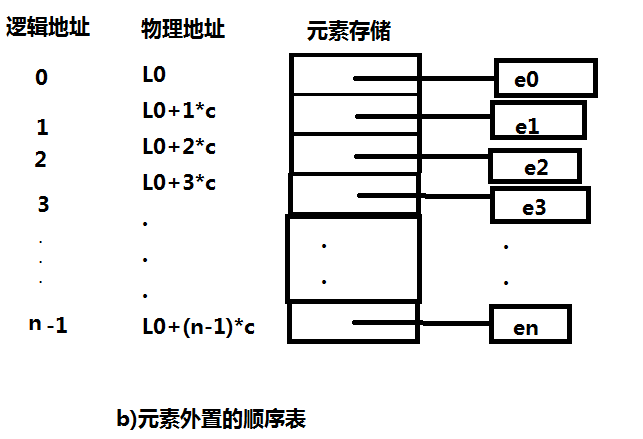 逻辑地址 物理地址 元素存储
0 L0 e0
1 L0+1*c e1
2 L0+2*c e2
3 L0+3*c e3
. . . .
. . . .
. .
n-1 L0+(n-1)*c en
b)元素外置的顺序表